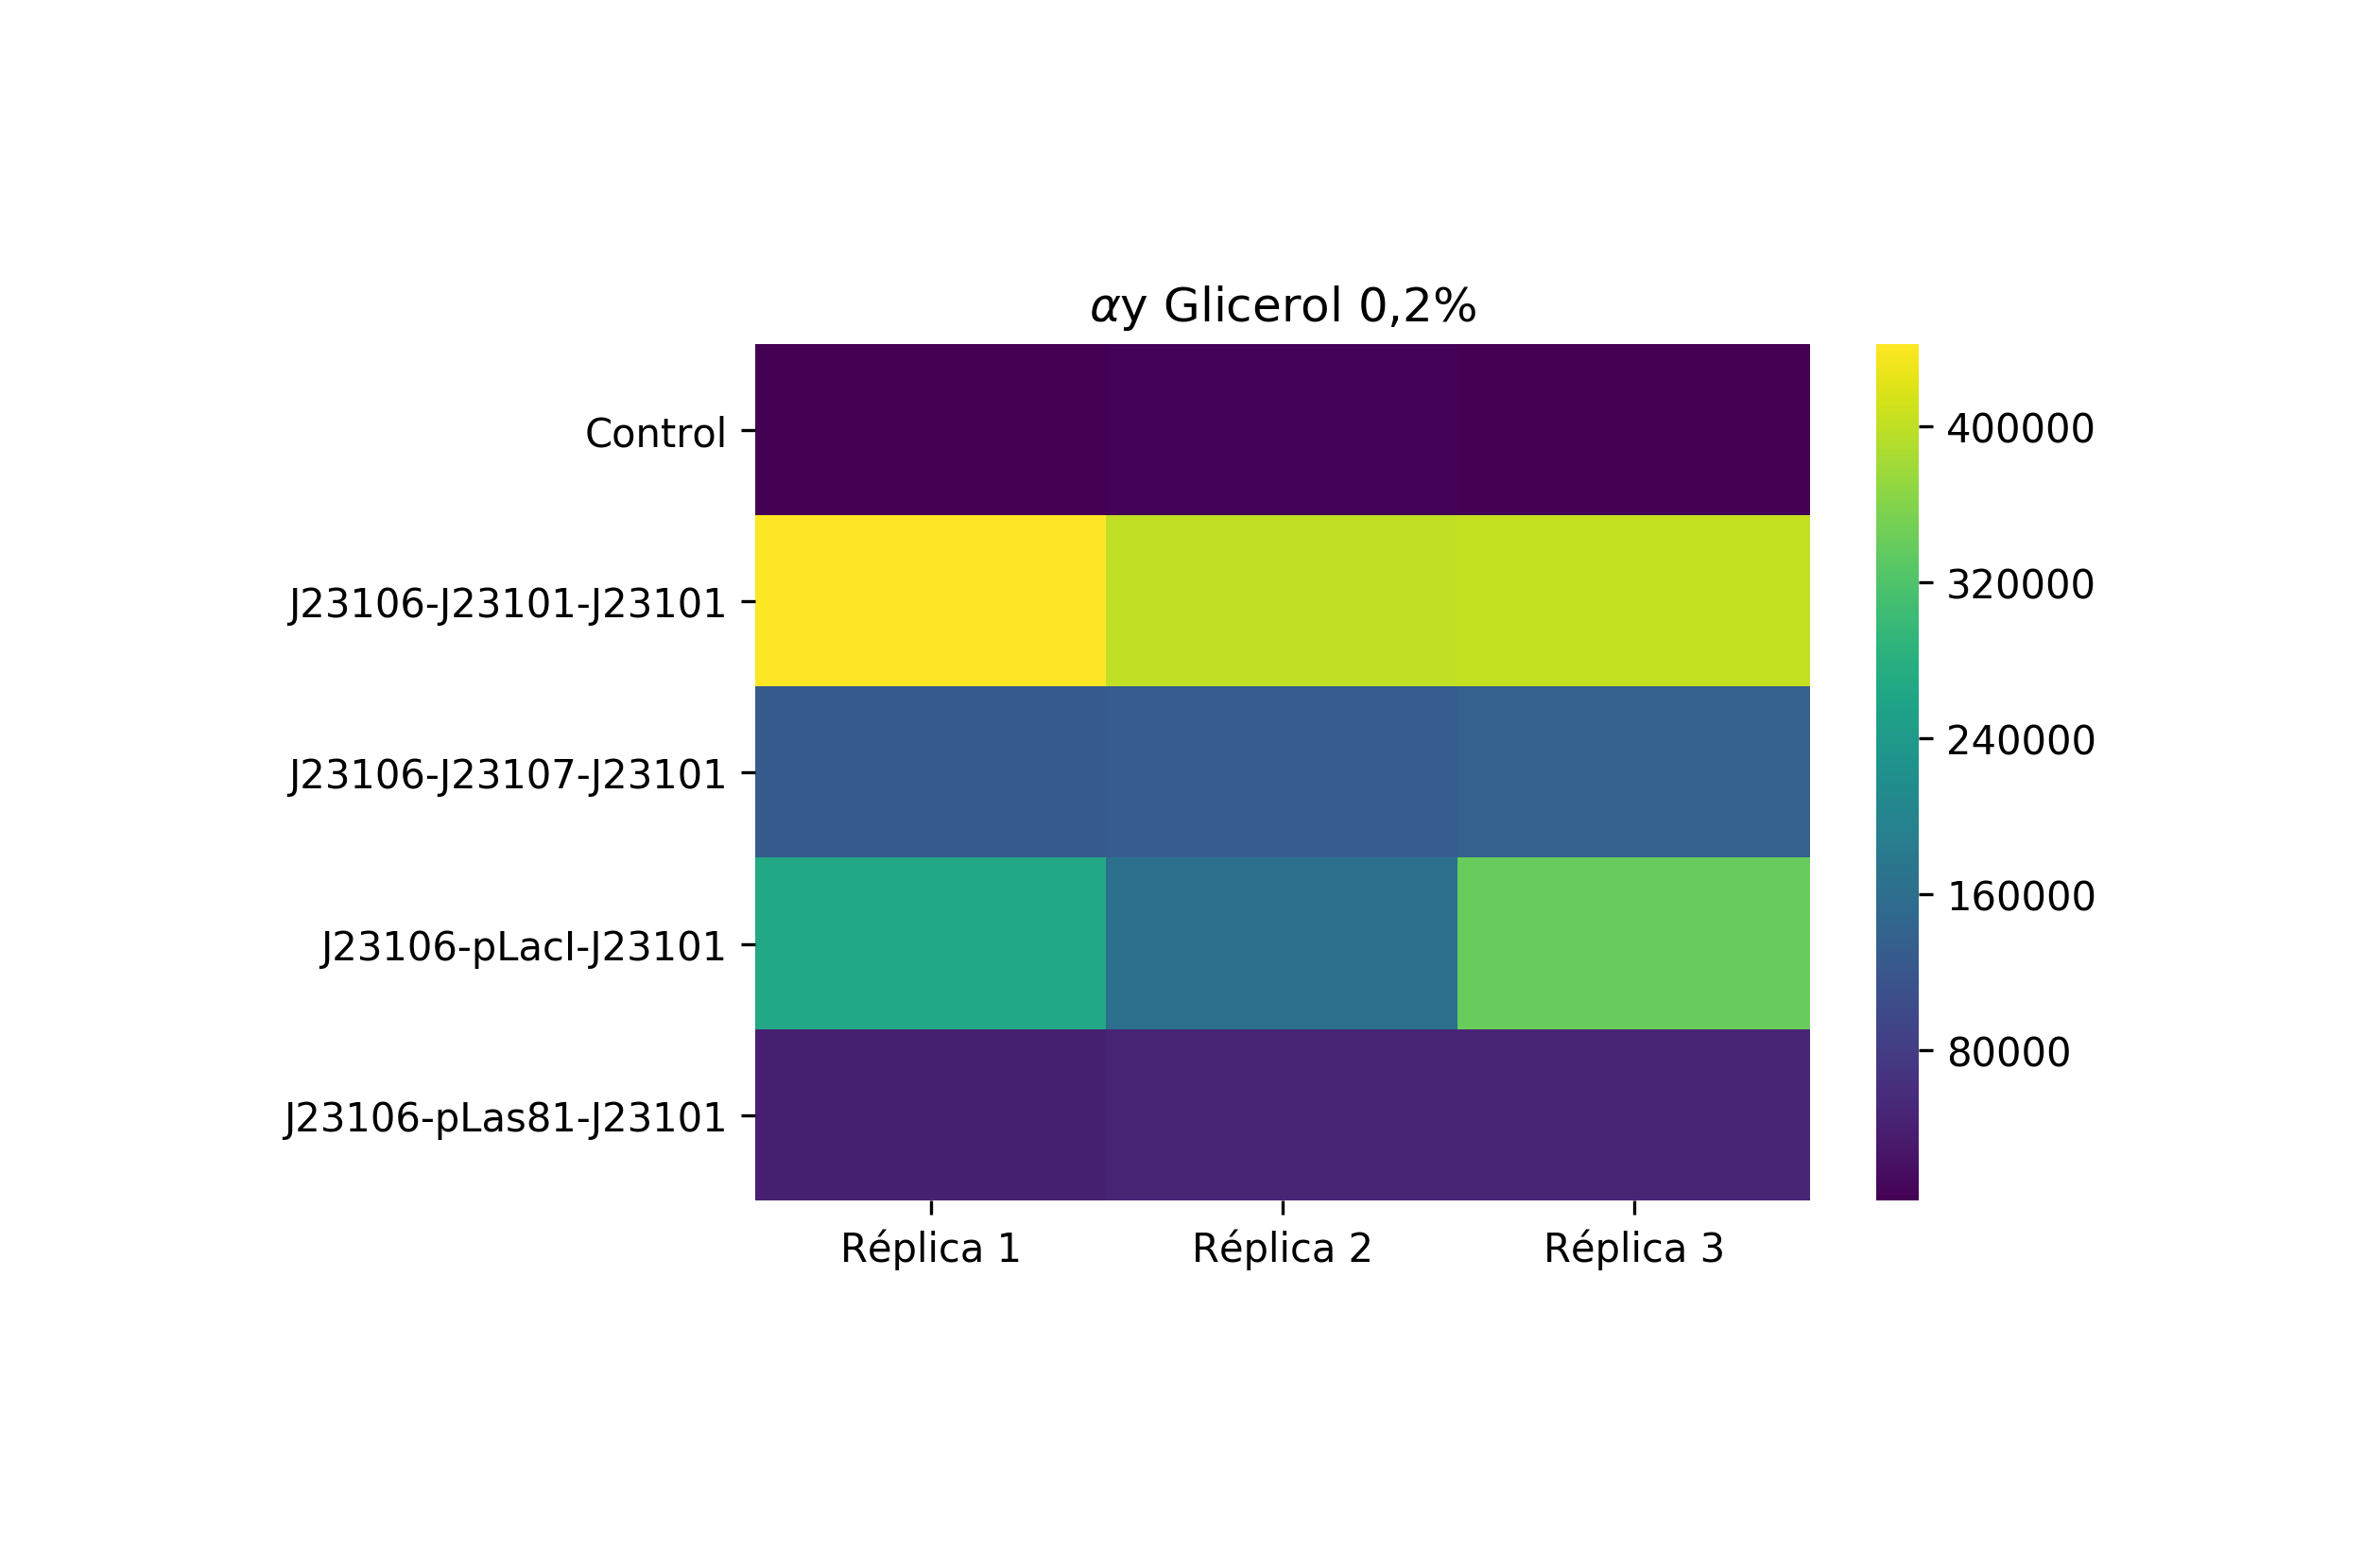 αy Glicerol 0,2%
Control
J23106-J23101-J23101
J23106-J23107-J23101
J23106-pLacI-J23101
J23106-pLas81-J23101
Réplica 1
Réplica 2
Réplica 3
400000
320000
240000
160000
80000